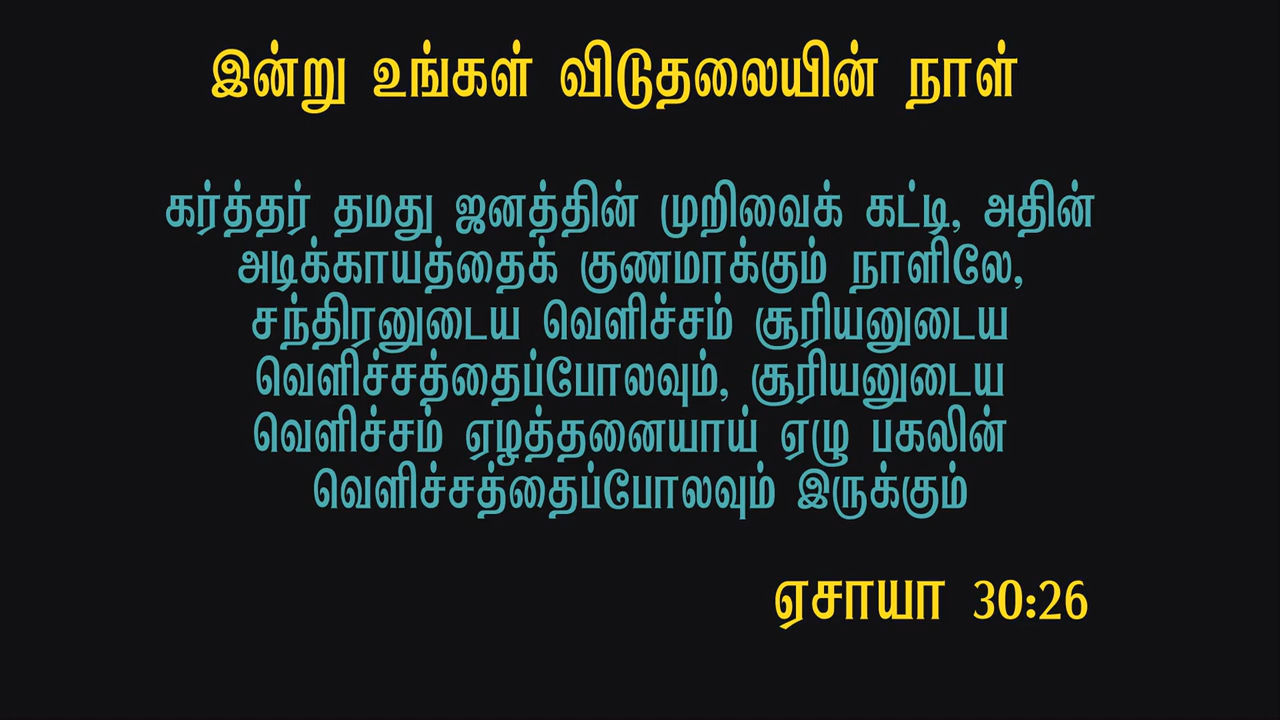 இன்று உங்கள் விடுதலையின் நாள்
கர்த்தர் தமது ஜனத்தின் முறிவைக் கட்டி, அதின்
அடிக்காயத்தைக் குணமாக்கும் நாளிலே,
சந்திரனுடைய வெளிச்சம் சூரியனுடைய
வெளிச்சத்தைப்போலவும், சூரியனுடைய
வெளிச்சம் ஏழத்தனையாய் ஏழு பகலின்
வெளிச்சத்தைப்போலவும் இருக்கும்
ஏசாயா 30:26